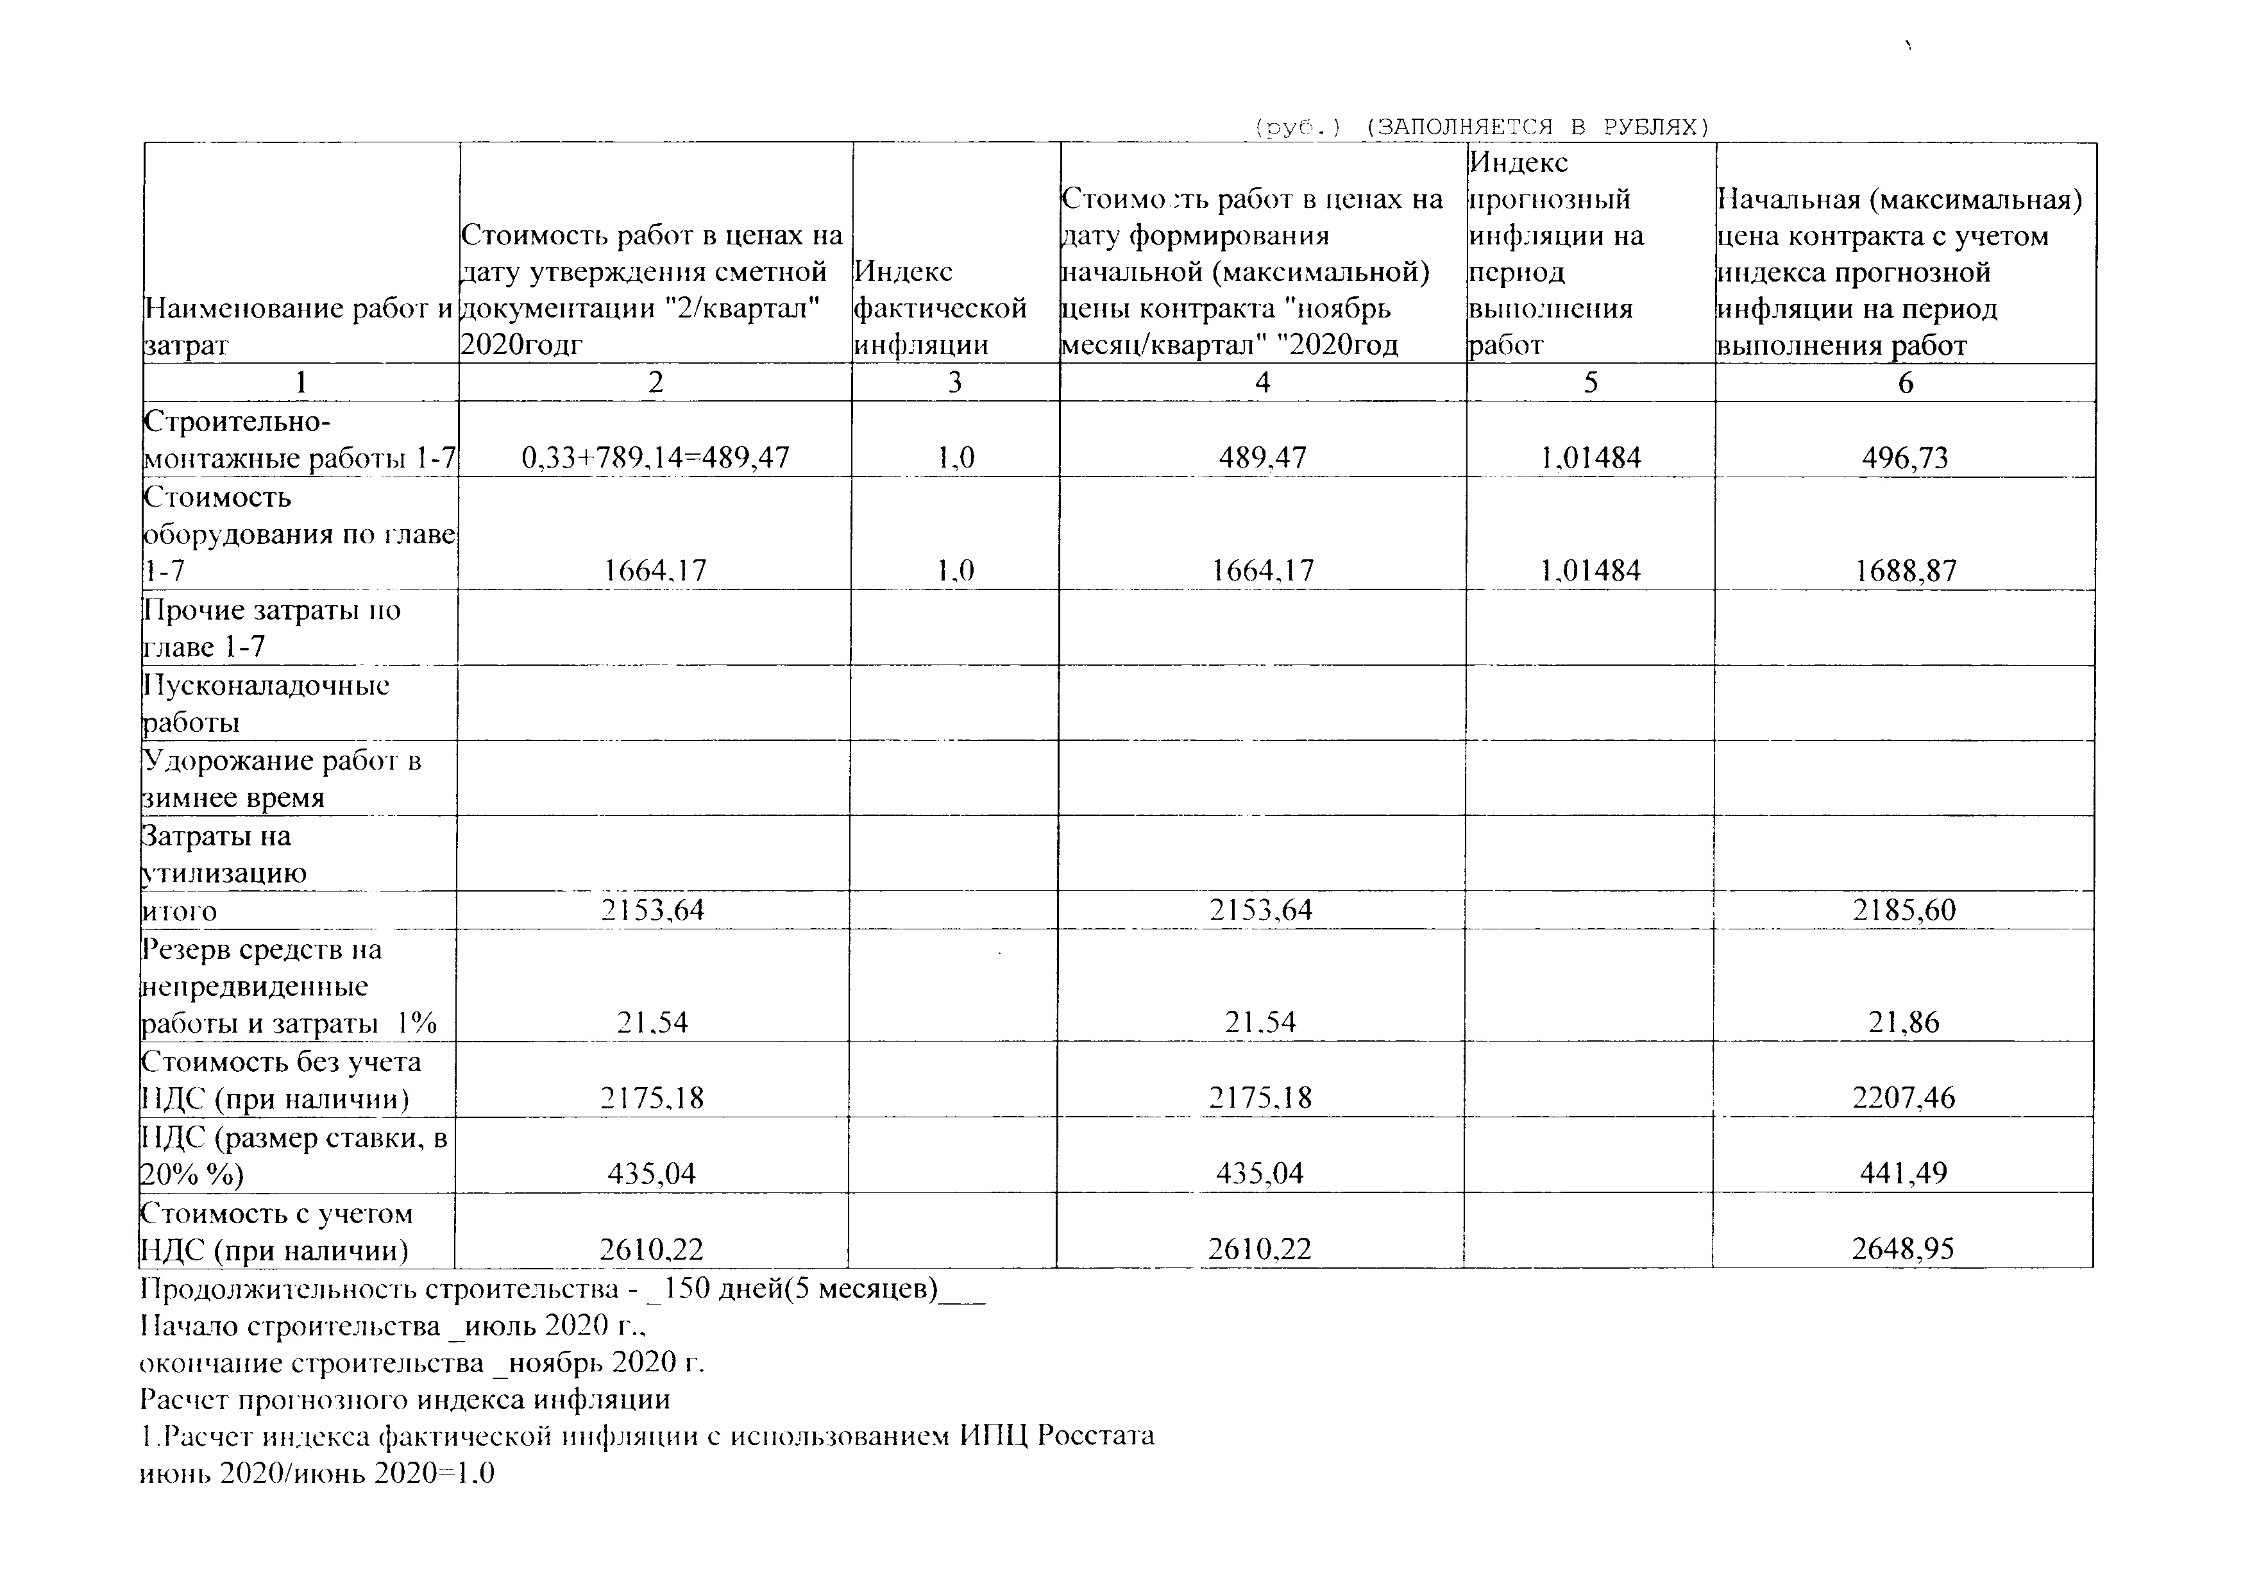 (руб.) (ЗАПОЛНЯЕТСЯ В РУБЛЯХ)
Наименование работ и затрат
Стоимость работ в ценах на дату утверждения сметной документации "2/квартал" 2020годг
Индекс фактической инфляции
Стоимость работ в ценах на дату формирования начальной (максимальной) цены контракта "ноябрь месяц/квартал" "2020год
Индекс прогнозный инфляции на период выполнения работ
Начальная (максимальная) цена контракта с учетом индекса прогнозной инфляции на период выполнения работ
1 2 3 4 5 6
Строительно-
монтажные работы 1-7 0,33+789,14=489,47 1,0 489,47 1,01484 496,73
Стоимость
оборудования по главе
1-7 1664,17 1,0 1664,17 1,01484 1688,87
Прочие затраты по
главе 1-7
Пусконаладочные
работы
Удорожание работ в
зимнее время
Затраты на
утилизацию
итого 2153,64 2153,64 2185,60
Резерв средств на
непредвиденные
работы и затраты 1% 21,54 21,54 21,86
Стоимость без учета
НДС (при наличии) 2175,18 2175,18 2207,46
НДС (размер ставки, в
20% %) 435,04 435,04 441,49
Стоимость с учетом
НДС (при наличии) 2610,22 2610,22 2648,95
Продолжительность строительства - _150 дней(5 месяцев)___
Начало строительства _июль 2020 г.,
окончание строительства _ноябрь 2020 г.
Расчет прогнозного индекса инфляции
1.Расчет индекса фактической инфляции с использованием ИПЦ Росстата
июнь 2020/июнь 2020=1,0